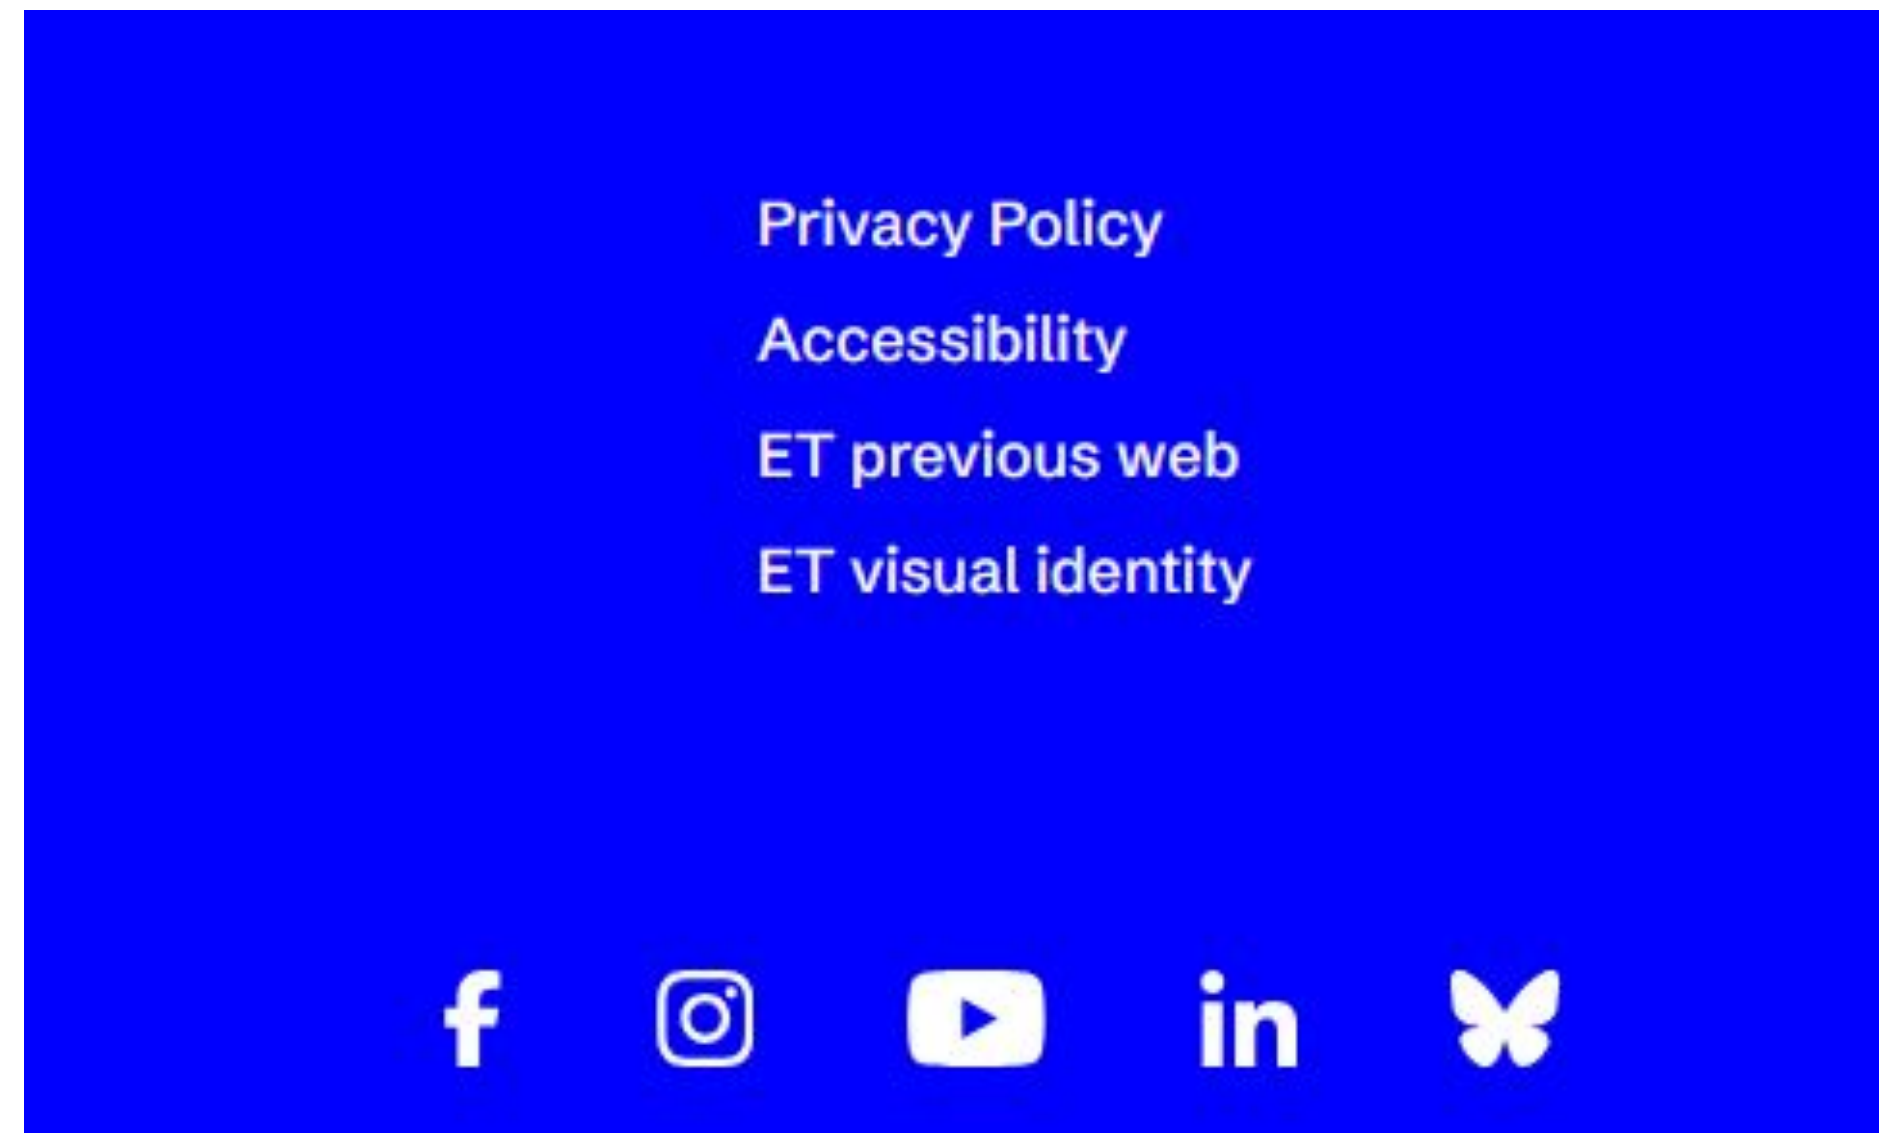 Privacy Policy
Accessibility
ET previous web
ET visual identity